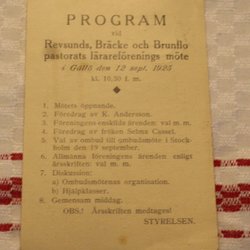 PROGRAM
vid
Revsunds, Bräcke och Brunflo
pastorats lärareförenings möte
i Gällö den 12 sept. 1925
kl. 10,30 f. m.
1. Mötets öppnande.
2. Föredrag av K. Andersson.
3. Föreningens enskilda ärenden: val m. m.
4. Föredrag av fröken Selma Cassel.
5. Val av ombud till ombudsmöte i Stock-
holm den 19 september.
6. Allmänna föreningens ärenden enligt
årsskriften: val m. m.
7. Diskussion:
a) Ombudsmötenas organisation.
b) Hjälpklasser.
8. Gemensam middag.
OBS.! Årsskriften medtages!
STYRELSEN.